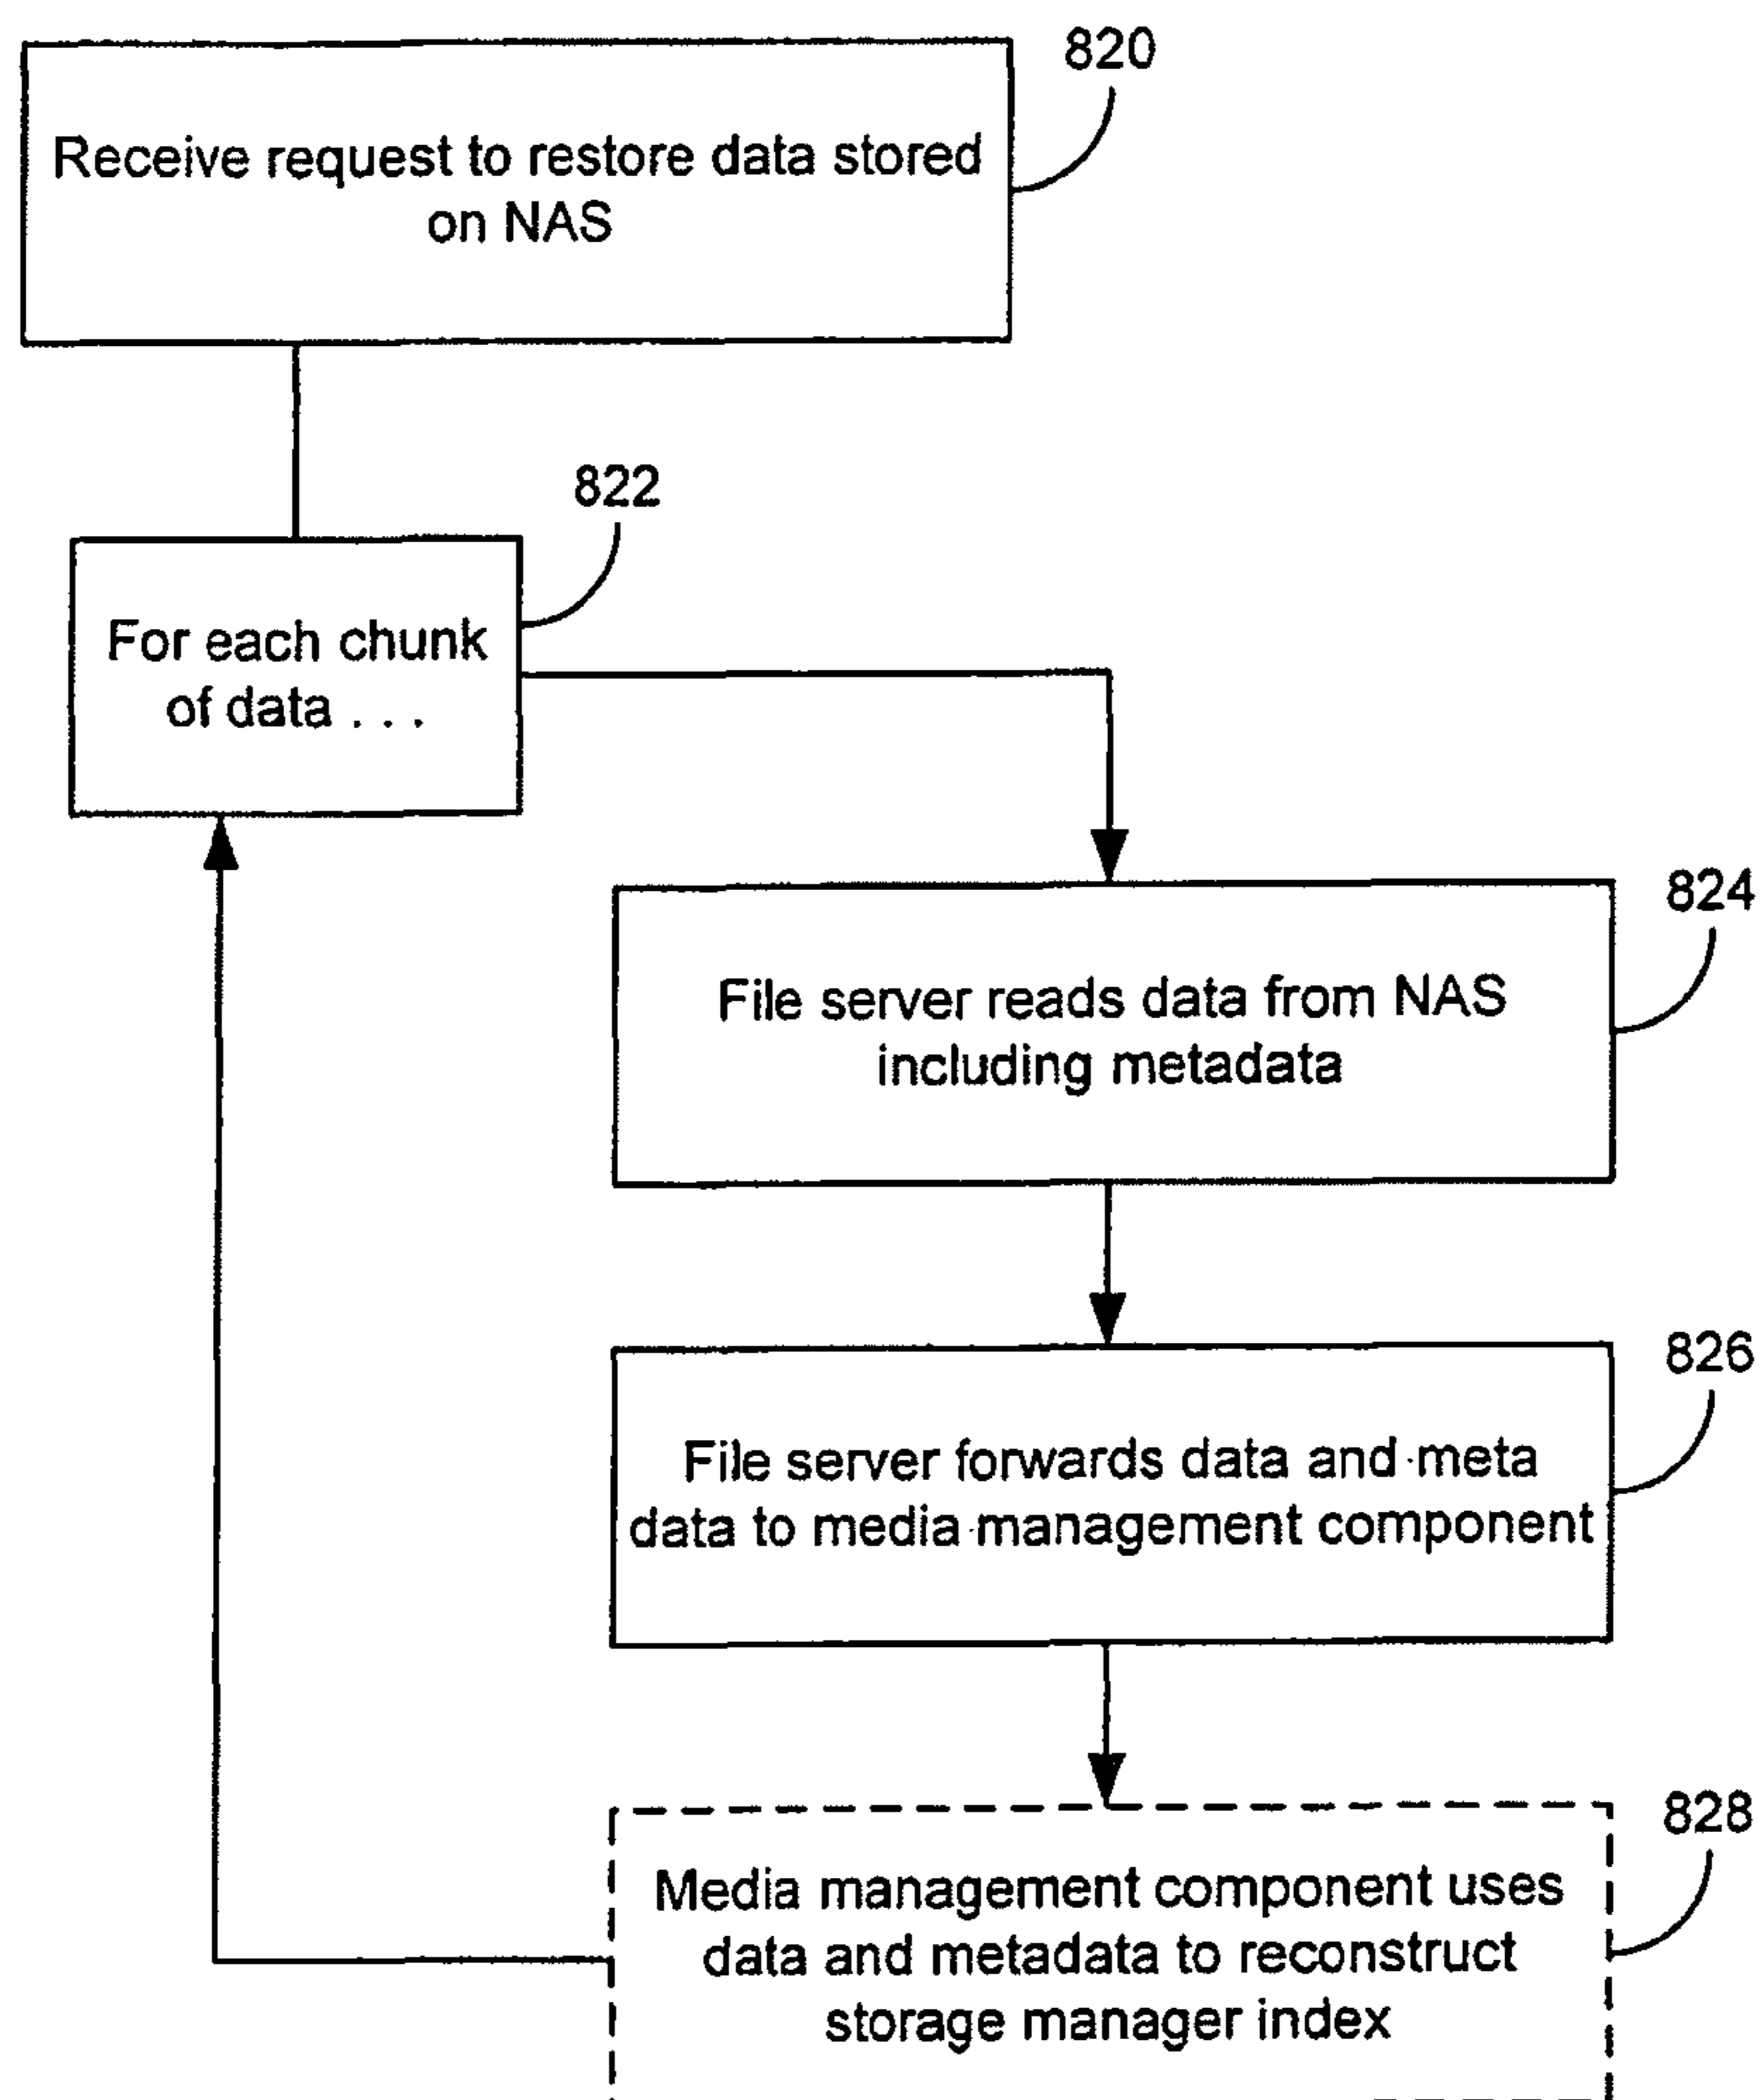 820
Receive request to restore data stored
on NAS
822
For each chunk
of data . . .
824
File server reads data from NAS
including metadata
826
File server forwards data and meta
data to media management component
828
Media management component uses
data and metadata to reconstruct
storage manager index